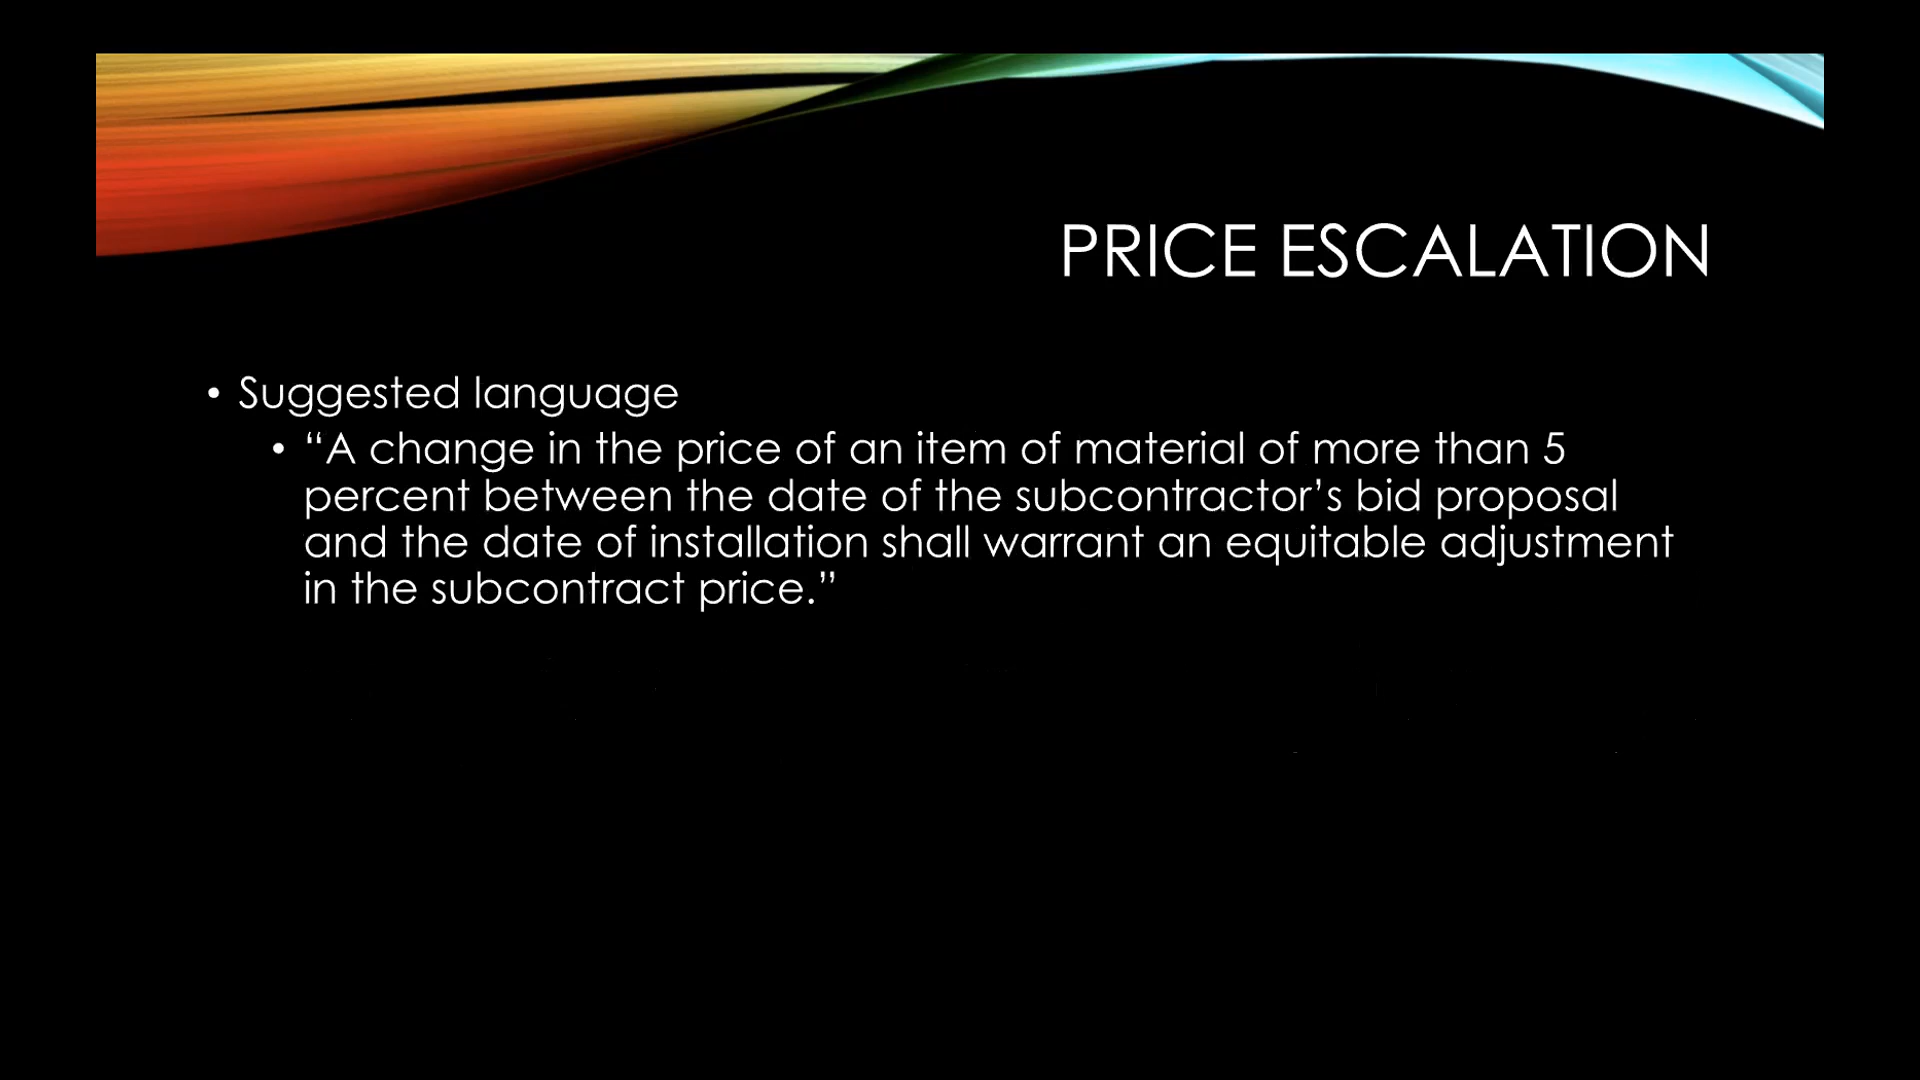 PRICE ESCALATION
• Suggested language
• “A change in the price of an item of material of more than 5
percent between the date of the subcontractor’s bid proposal
and the date of installation shall warrant an equitable adjustment
in the subcontract price.”